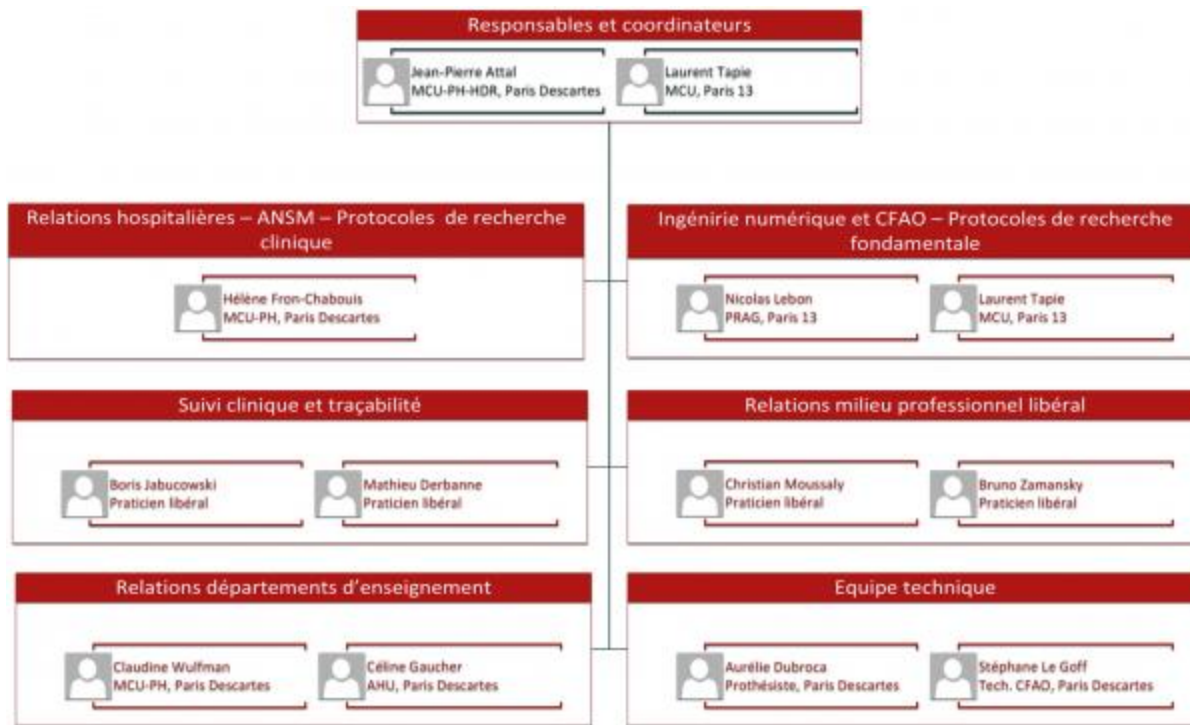 Responsables et coordinateurs
Jean-Pierre Attal
MCU-PH-HDR, Paris Descartes
Laurent Tapie
MCU, Paris 13
Relations hospitalières – ANSM – Protocoles de recherche
clinique
Hélène Fron-Chabouis
MCU-PH, Paris Descartes
Ingénirie numérique et CFAO – Protocoles de recherche
fondamentale
Nicolas Lebon
PRAG, Paris 13
Laurent Tapie
MCU, Paris 13
Suivi clinique et traçabilité
Boris Jabucowski
Praticien libéral
Mathieu Derbanne
Praticien libéral
Relations milieu professionnel libéral
Christian Moussaly
Praticien libéral
Bruno Zamansky
Praticien libéral
Relations départements d’enseignement
Claudine Wulfman
MCU-PH, Paris Descartes
Céline Gaucher
AHU, Paris Descartes
Equipe technique
Aurélie Dubroca
Prothésiste, Paris Descartes
Stéphane Le Goff
Tech. CFAO, Paris Descartes